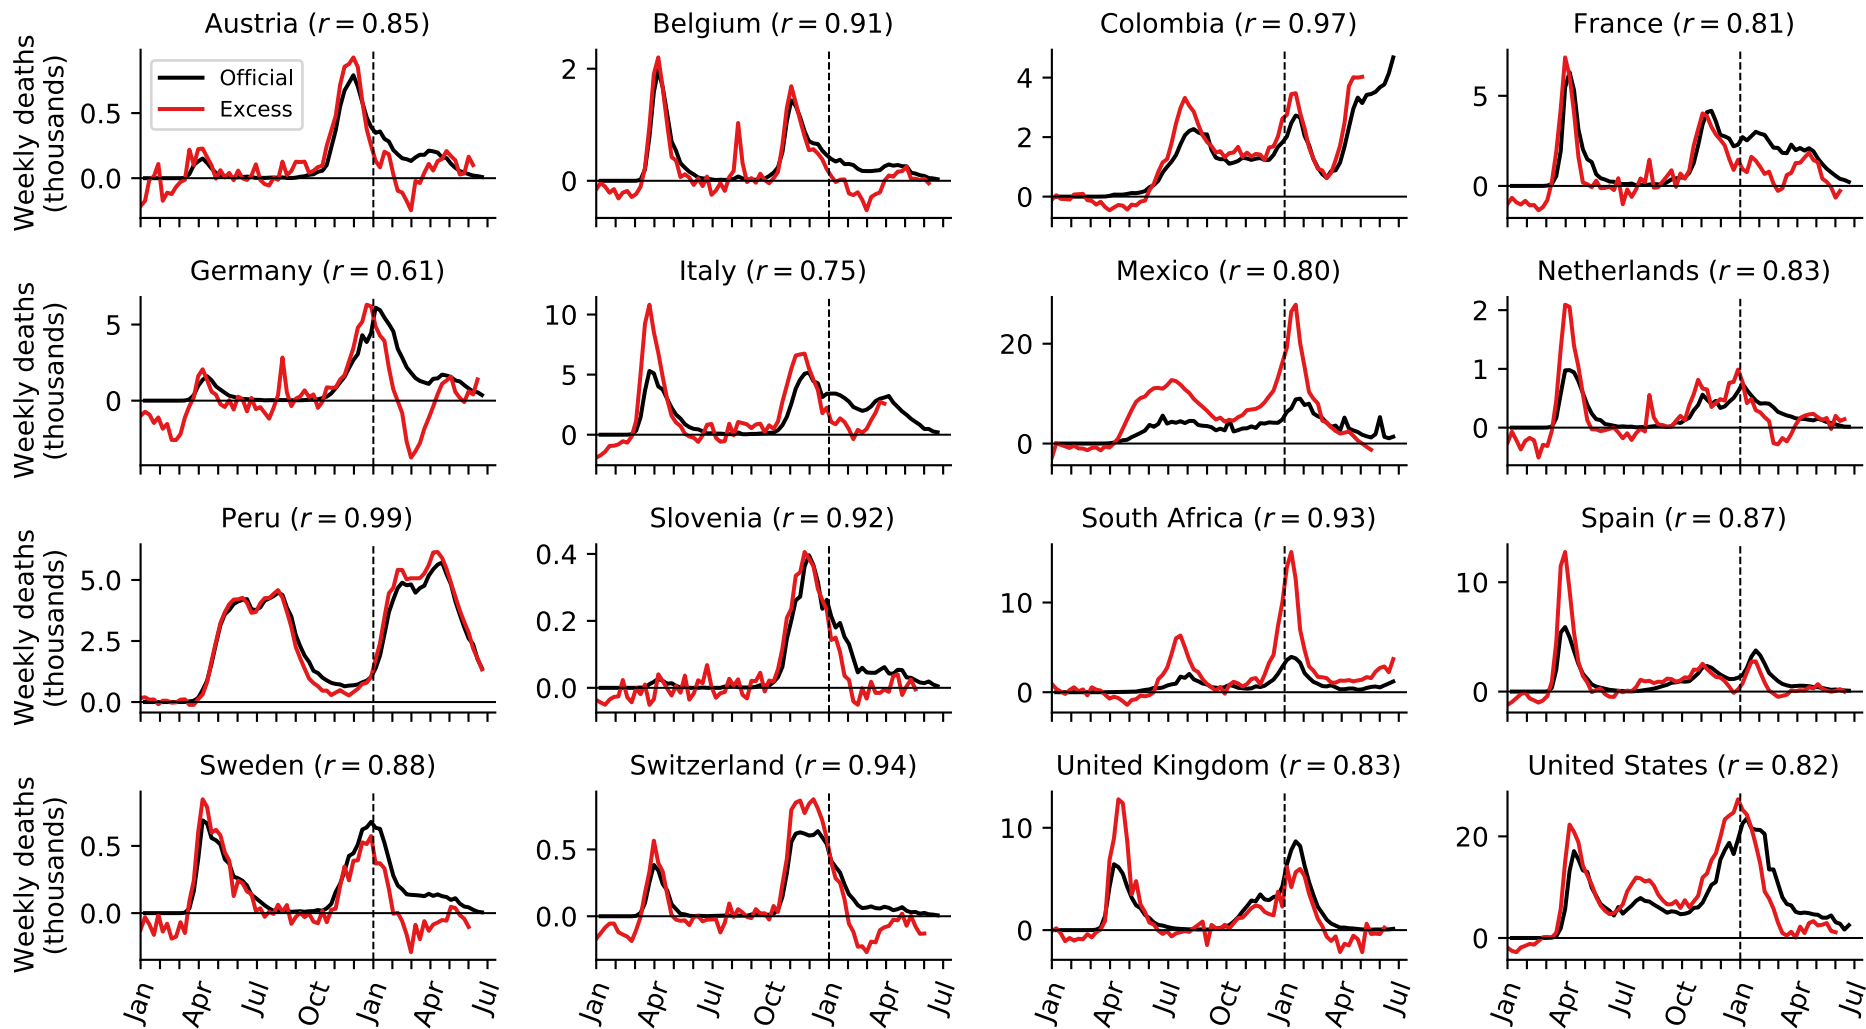 Austria (r = 0.85)
Belgium (r = 0.91)
Colombia (r = 0.97)
France (r = 0.81)
Weekly deaths
(thousands)
Official
Excess
0.5
0.0
2
0
4
2
0
5
0
Germany (r = 0.61)
Italy (r = 0.75)
Mexico (r = 0.80)
Netherlands (r = 0.83)
Weekly deaths
(thousands)
5
0
10
5
0
20
0
2
1
0
Peru (r = 0.99)
Slovenia (r = 0.92)
South Africa (r = 0.93)
Spain (r = 0.87)
Weekly deaths
(thousands)
5.0
2.5
0.0
0.4
0.2
0.0
10
0
10
0
Sweden (r = 0.88)
Switzerland (r = 0.94)
United Kingdom (r = 0.83)
United States (r = 0.82)
Weekly deaths
(thousands)
0.5
0.0
0.5
0.0
10
0
20
0
Jan Apr Jul Oct Jan Apr Jul
Jan Apr Jul Oct Jan Apr Jul
Jan Apr Jul Oct Jan Apr Jul
Jan Apr Jul Oct Jan Apr Jul